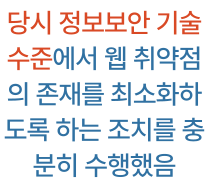 당시 정보보안 기술
수준에서 웹 취약점
의 존재를 최소화하
도록 하는 조치를 충
분히 수행했음